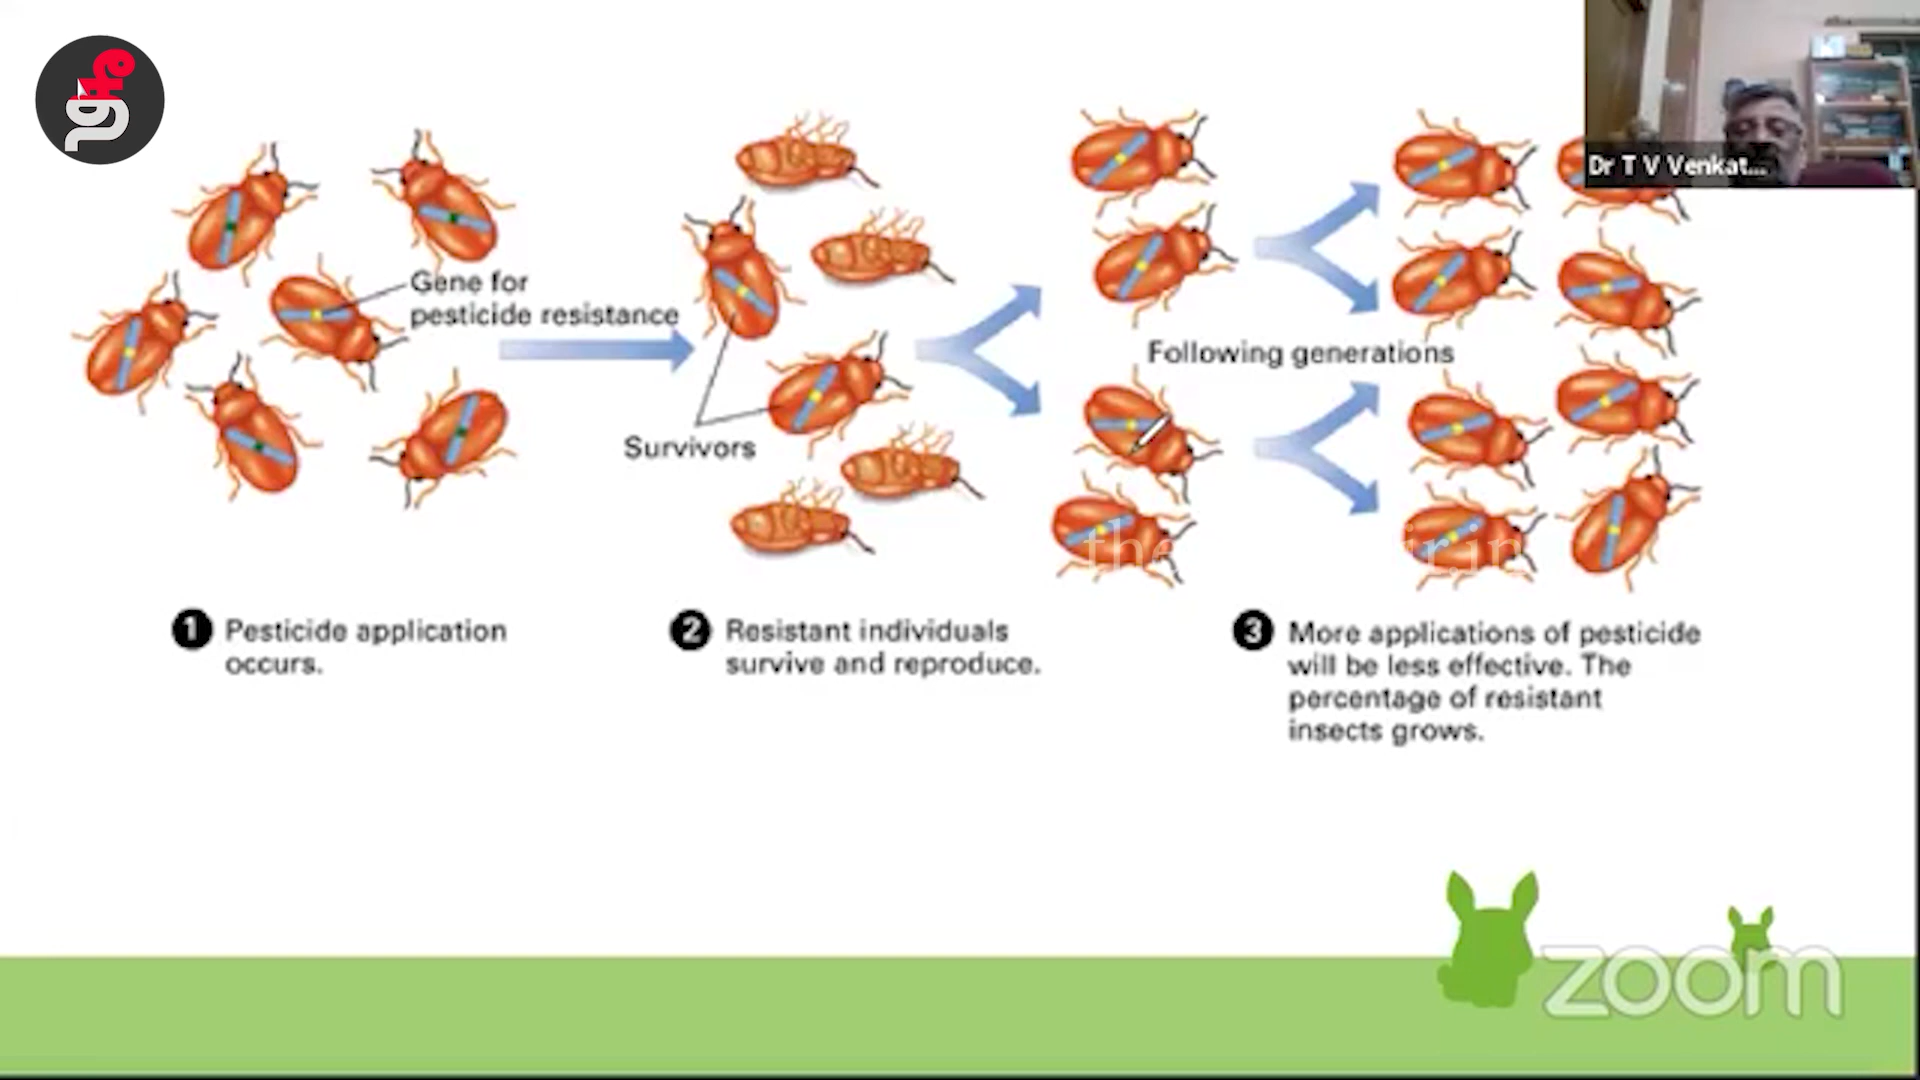 Dr T V Venkat...
Gene for
pesticide resistance
Survivors
Following generations
1 Pesticide application
occurs.
2 Resistant individuals
survive and reproduce.
3 More applications of pesticide
will be less effective. The
percentage of resistant
insects grows.
zoom